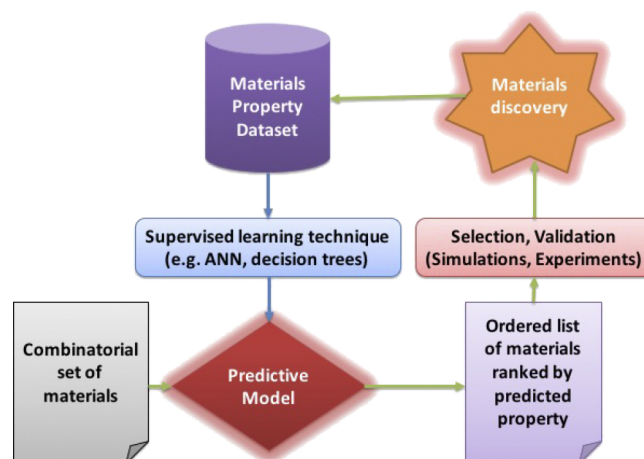 Materials
Property
Dataset
Materials
discovery
Supervised learning technique
(e.g. ANN, decision trees)
Selection, Validation
(Simulations, Experiments)
Combinatorial
set of
materials
Predictive
Model
Ordered list
of materials
ranked by
predicted
property